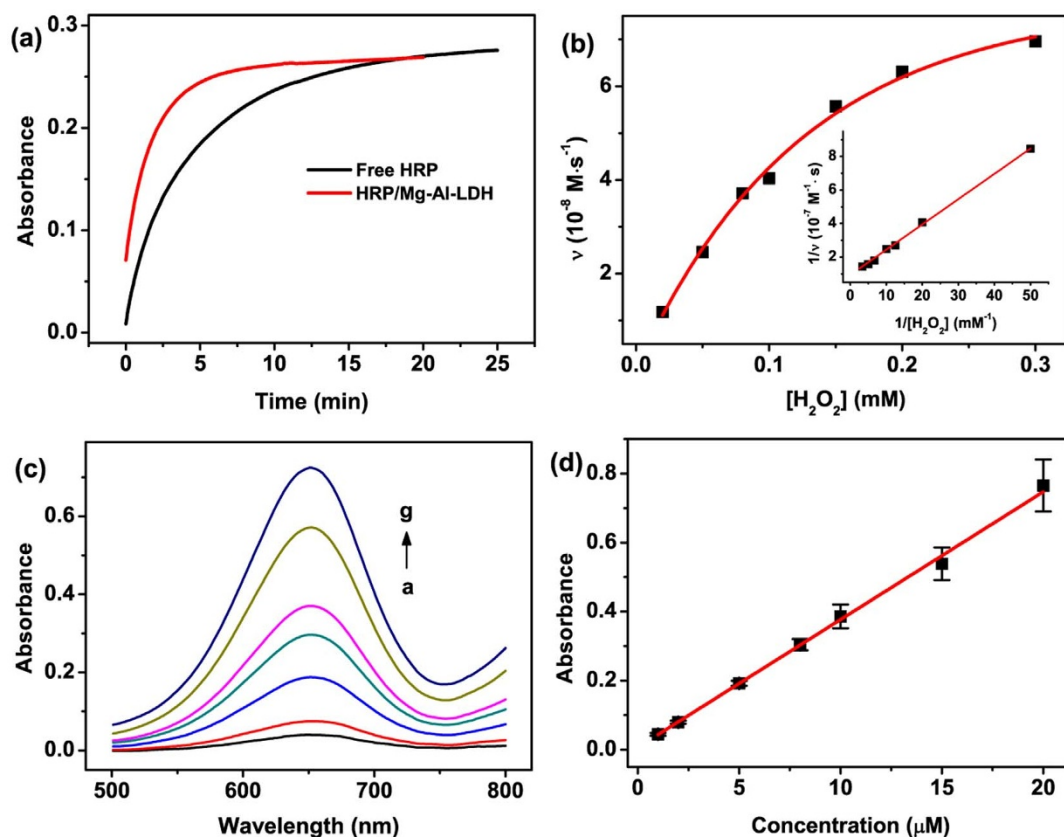 (a)
0.3
0.2
0.1
0.0
Absorbance
Free HRP
HRP/Mg-Al-LDH
0 5 10 15 20 25
Time (min)
(b)
6
4
2
ν (10⁻⁸ M·s⁻¹)
0.0 0.1 0.2 0.3
[H₂O₂] (mM)
8
6
4
2
1/ν (10⁻⁷ M⁻¹· s)
0 10 20 30 40 50
1/[H₂O₂] (mM⁻¹)
(c)
0.6
0.4
0.2
0.0
Absorbance
g
a
500 600 700 800
Wavelength (nm)
(d)
0.8
0.6
0.4
0.2
0.0
Absorbance
5 10 15 20
0
Concentration (μM)